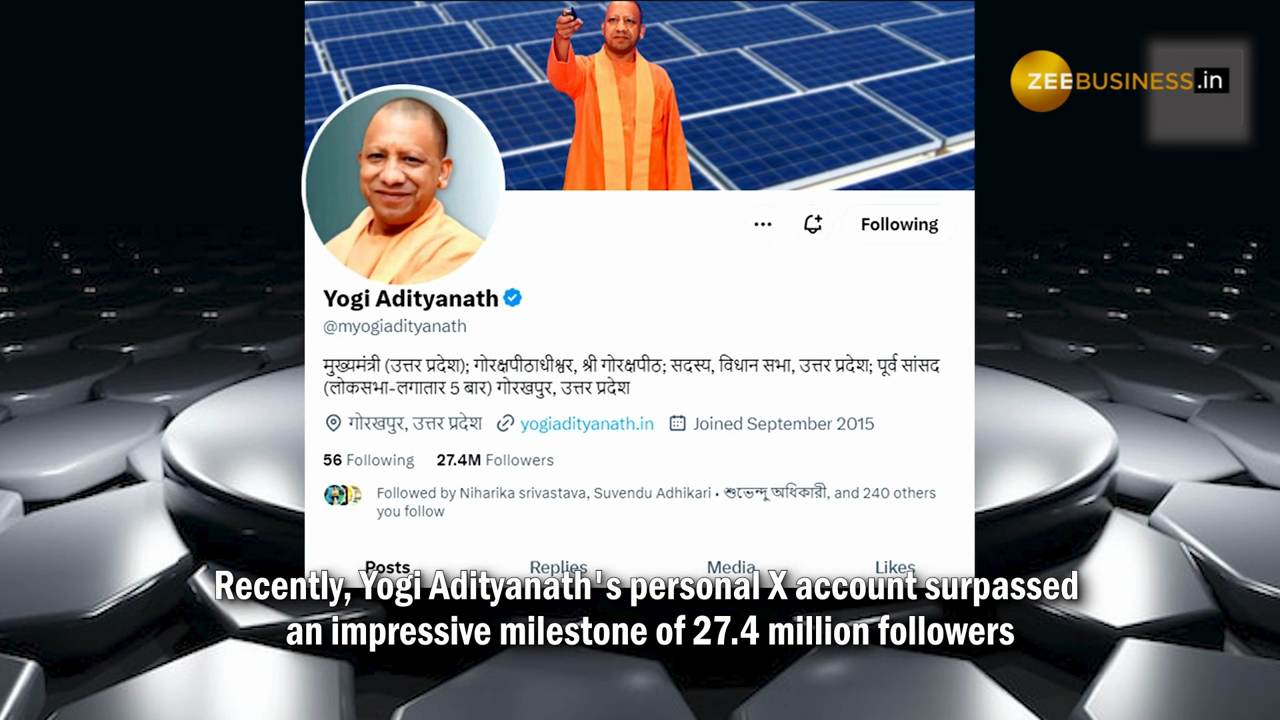 ZEEBUSINESS.in
Following
Yogi Adityanath
@myogiadityanath
मुख्यमंत्री (उत्तर प्रदेश); गोरक्षपीठाधीश्वर, श्री गोरक्षपीठ; सदस्य, विधान सभा, उत्तर प्रदेश; पूर्व सांसद
(लोकसभा-लगातार 5 बार) गोरखपुर, उत्तर प्रदेश
गोरखपुर, उत्तर प्रदेश yogiadityanath.in Joined September 2015
56 Following 27.4M Followers
Followed by Niharika srivastava, Suvendu Adhikari • শুভেন্দু অধিকারী, and 240 others
you follow
Posts Replies Media Likes
Recently, Yogi Adityanath's personal X account surpassed
an impressive milestone of 27.4 million followers